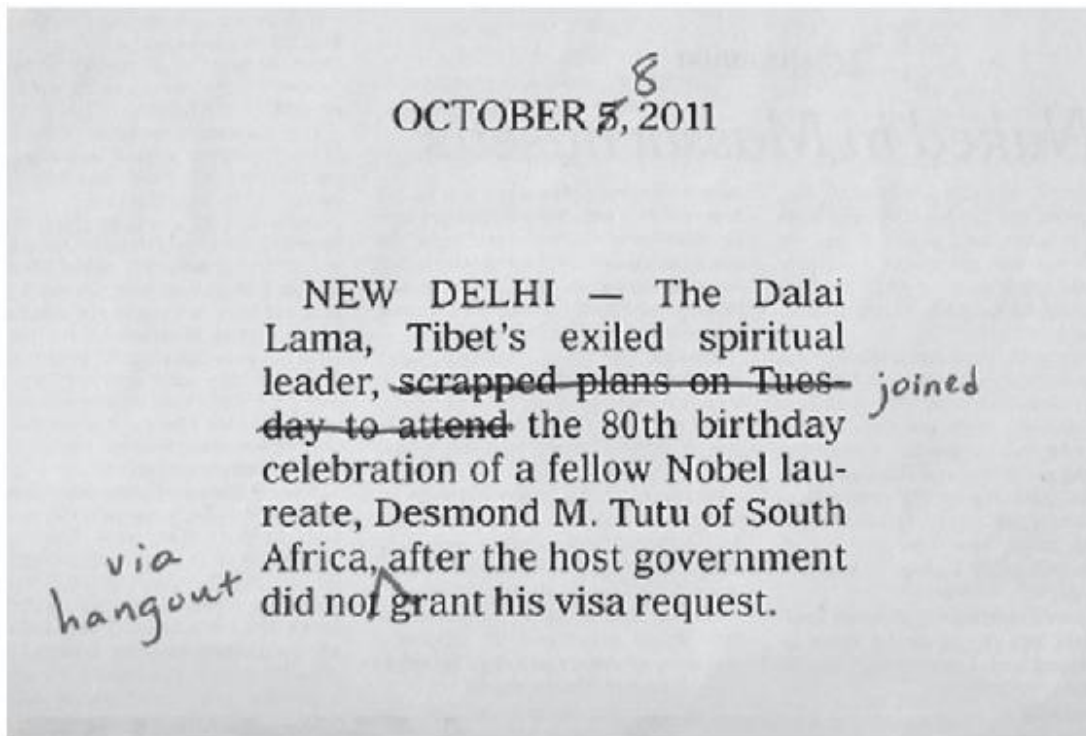 8
OCTOBER 5, 2011
NEW DELHI — The Dalai
Lama, Tibet's exiled spiritual
leader, scrapped plans on Tues- joined
day to attend the 80th birthday
celebration of a fellow Nobel lau-
reate, Desmond M. Tutu of South
via Africa, after the host government
hangout did not grant his visa request.